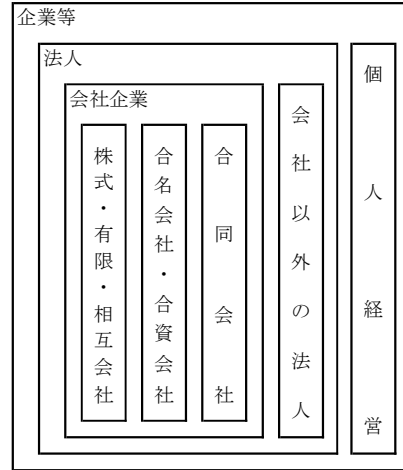 企業等
法人
会社企業
株式・有限・相互会社
合名会社・合資会社
合同会社
会社以外の法人
個人経営